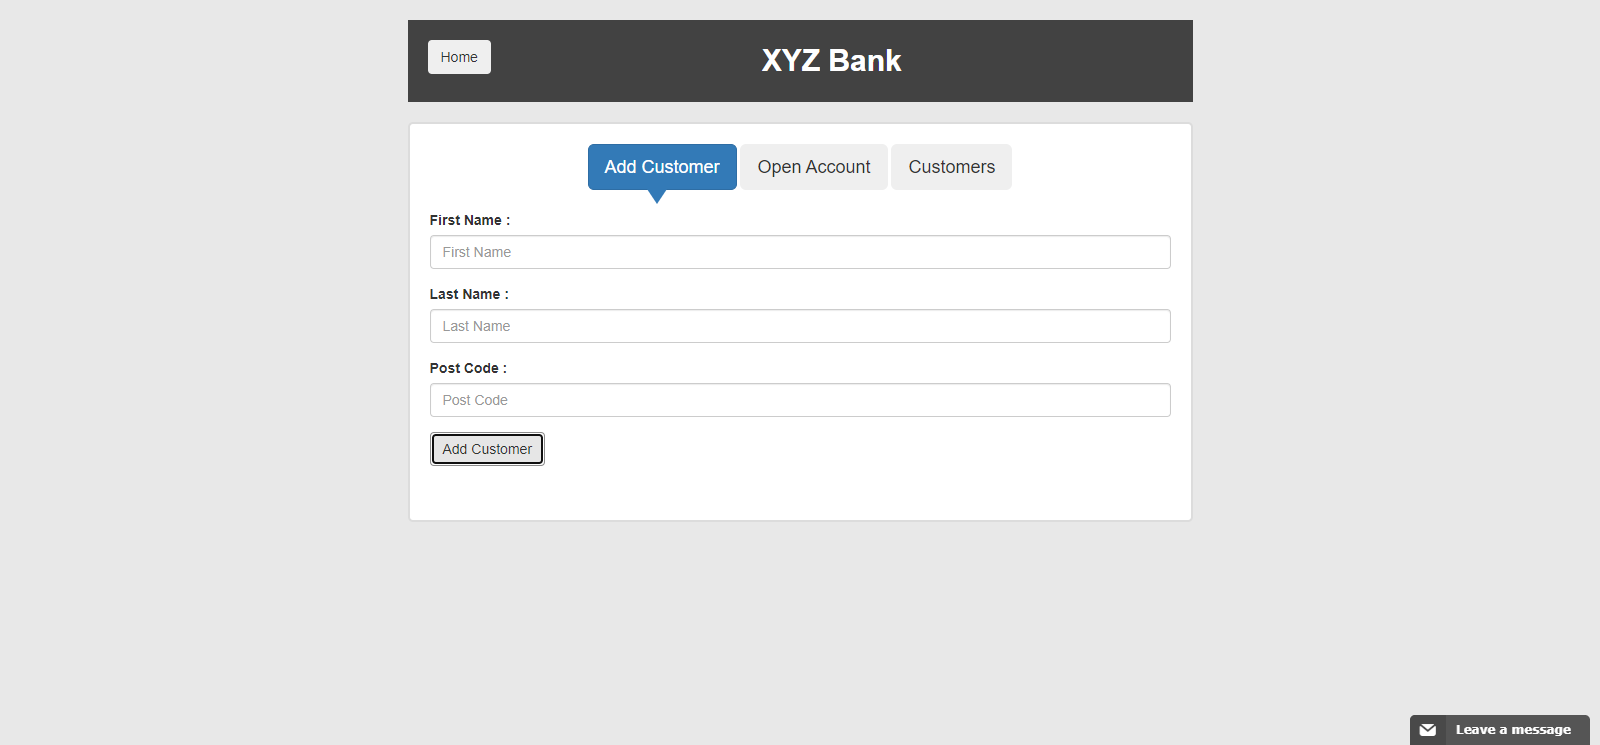 Home
XYZ Bank
Add Customer
Open Account
Customers
First Name :
First Name
Last Name :
Last Name
Post Code :
Post Code
Add Customer
Leave a message